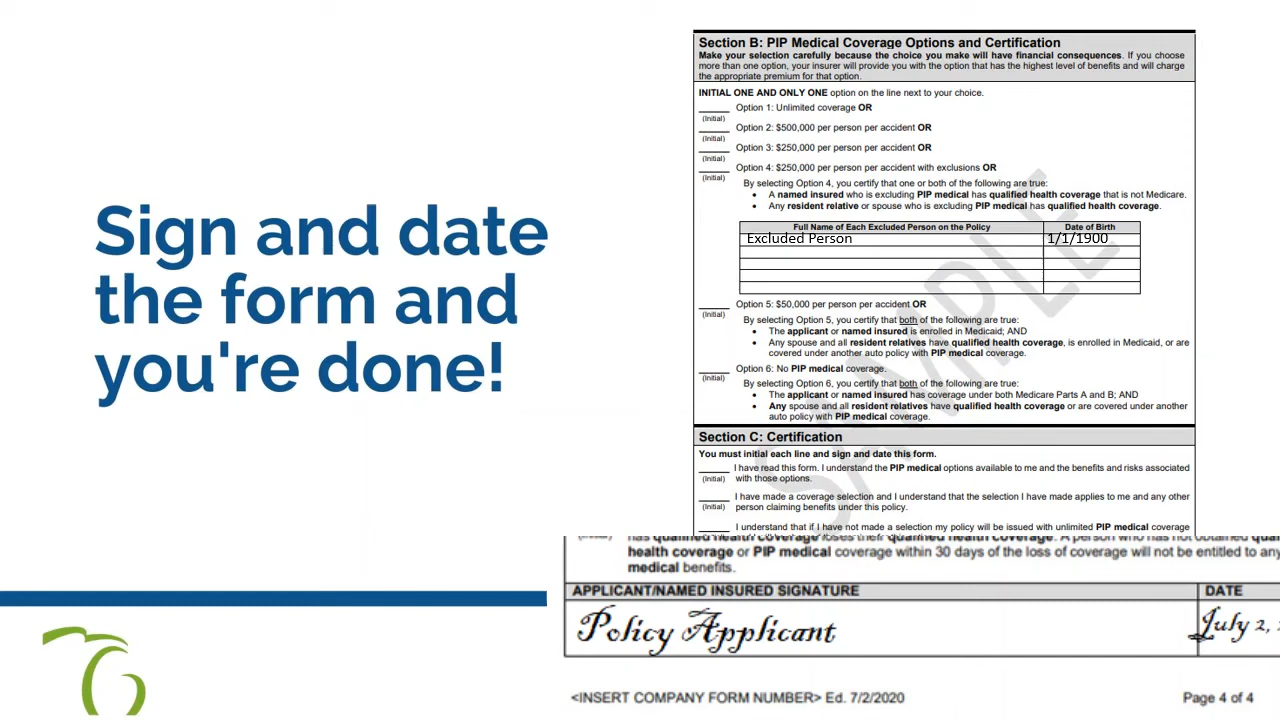 Sign and date
the form and
you're done!
Section B: PIP Medical Coverage Options and Certification
Make your selection carefully because the choice you make will have financial consequences. If you choose
more than one option, your insurer will provide you with the option that has the highest level of benefits and will charge
the appropriate premium for that option.
INITIAL ONE AND ONLY ONE option on the line next to your choice.
Option 1: Unlimited coverage OR
(Initial)
Option 2: $500,000 per person per accident OR
(Initial)
Option 3: $250,000 per person per accident OR
(Initial)
Option 4: $250,000 per person per accident with exclusions OR
(Initial)
By selecting Option 4, you certify that one or both of the following are true:
• A named insured who is excluding PIP medical has qualified health coverage that is not Medicare.
• Any resident relative or spouse who is excluding PIP medical has qualified health coverage.
Full Name of Each Excluded Person on the Policy Date of Birth
Excluded Person 1/1/1900
Option 5: $50,000 per person per accident OR
(Initial)
By selecting Option 5, you certify that both of the following are true:
• The applicant or named insured is enrolled in Medicaid; AND
• Any spouse and all resident relatives have qualified health coverage, is enrolled in Medicaid, or are
covered under another auto policy with PIP medical coverage.
Option 6: No PIP medical coverage.
(Initial)
By selecting Option 6, you certify that both of the following are true:
• The applicant or named insured has coverage under both Medicare Parts A and B; AND
• Any spouse and all resident relatives have qualified health coverage or are covered under another
auto policy with PIP medical coverage.
SAMPLE
Section C: Certification
You must initial each line and sign and date this form.
I have read this form. I understand the PIP medical options available to me and the benefits and risks associated
(Initial) with those options.
I have made a coverage selection and I understand that the selection I have made applies to me and any other
(Initial) person claiming benefits under this policy.
I understand that if I have not made a selection my policy will be issued with unlimited PIP medical coverage
has qualified health coverage loses their qualified health coverage. A person who has not obtained
health coverage or PIP medical coverage within 30 days of the loss of coverage will not be entitled to any
medical benefits.
APPLICANT/NAMED INSURED SIGNATURE DATE
Policy Applicant July 2,
<INSERT COMPANY FORM NUMBER> Ed. 7/2/2020 Page 4 of 4